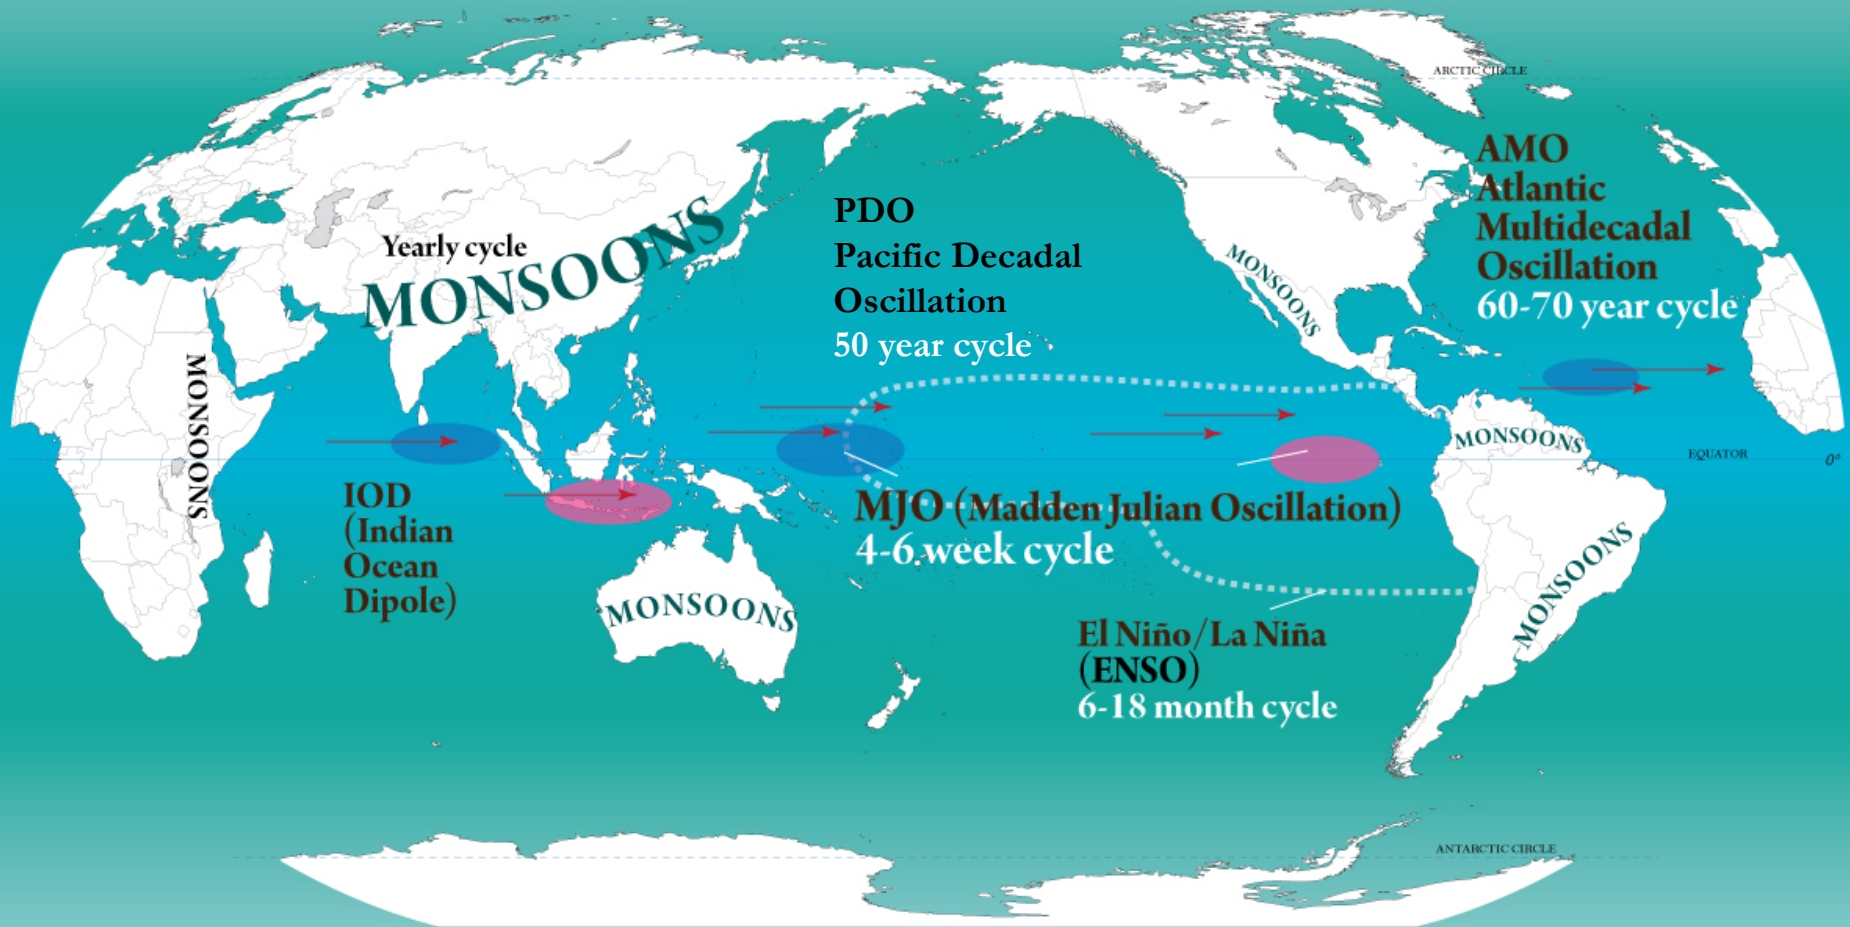 ARCTIC CIRCLE
AMO
Atlantic
Multidecadal
Oscillation
60-70 year cycle
PDO
Pacific Decadal
Oscillation
50 year cycle
Yearly cycle
MONSOONS
MONSOONS
MONSOONS
MONSOONS
EQUATOR
0°
IOD
(Indian
Ocean
Dipole)
MJO (Madden Julian Oscillation)
4-6 week cycle
MONSOONS
MONSOONS
El Niño/La Niña
(ENSO)
6-18 month cycle
ANTARCTIC CIRCLE